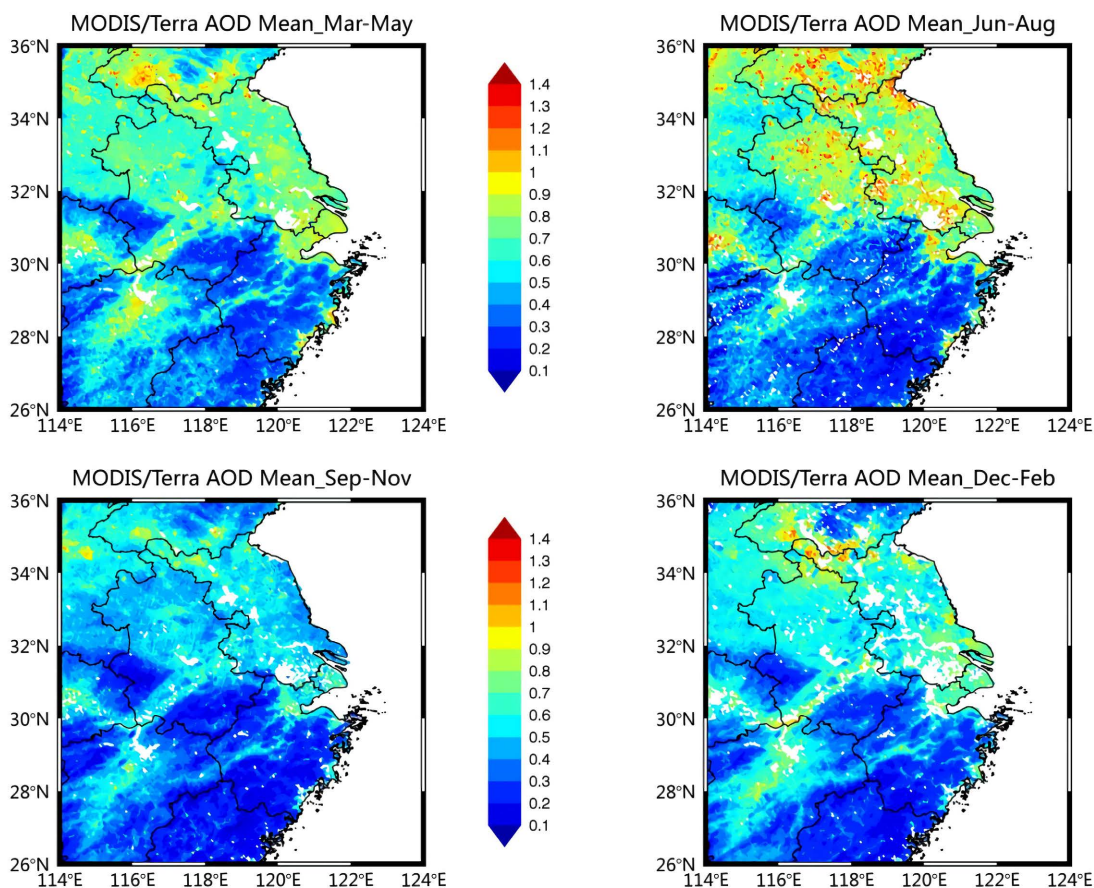 MODIS/Terra AOD Mean_Mar-May
36°N
34°N
32°N
30°N
28°N
26°N
114°E 116°E 118°E 120°E 122°E 124°E
1.4
1.3
1.2
1.1
1
0.9
0.8
0.7
0.6
0.5
0.4
0.3
0.2
0.1
MODIS/Terra AOD Mean_Jun-Aug
36°N
34°N
32°N
30°N
28°N
26°N
114°E 116°E 118°E 120°E 122°E 124°E
MODIS/Terra AOD Mean_Sep-Nov
36°N
34°N
32°N
30°N
28°N
26°N
114°E 116°E 118°E 120°E 122°E 124°E
1.4
1.3
1.2
1.1
1
0.9
0.8
0.7
0.6
0.5
0.4
0.3
0.2
0.1
MODIS/Terra AOD Mean_Dec-Feb
36°N
34°N
32°N
30°N
28°N
26°N
114°E 116°E 118°E 120°E 122°E 124°E